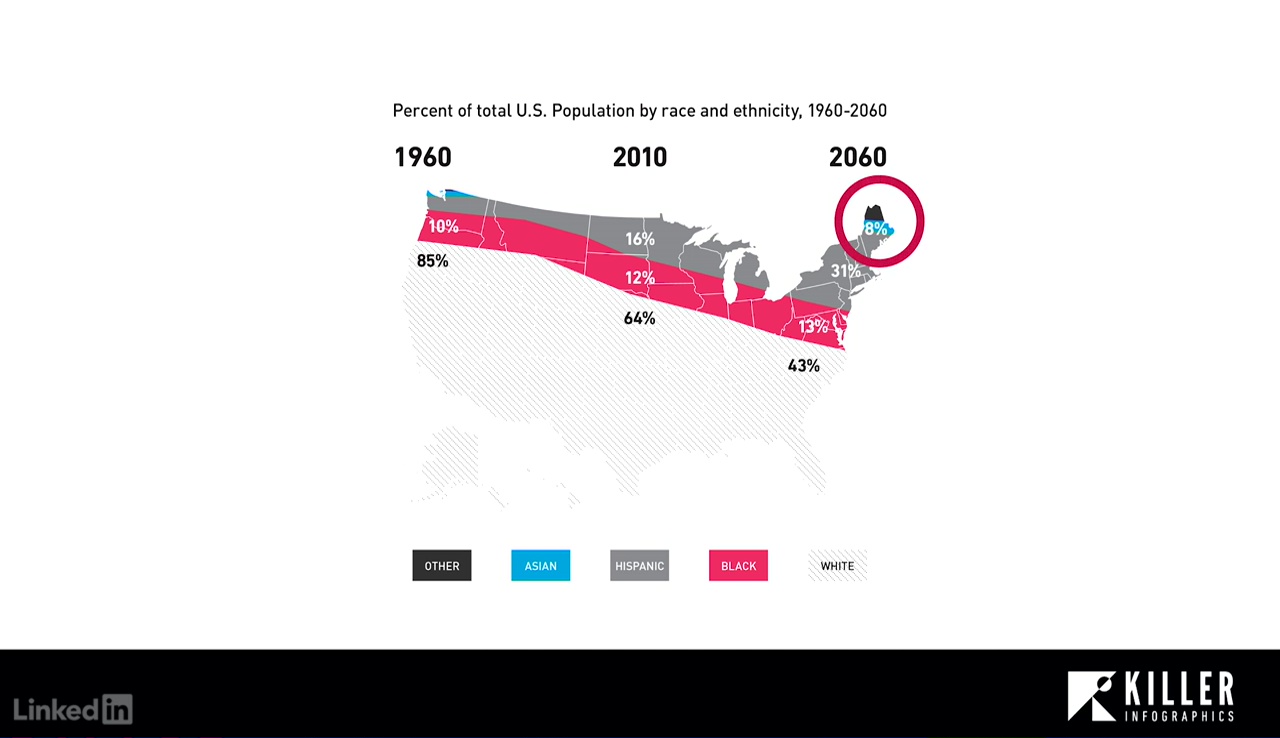 Percent of total U.S. Population by race and ethnicity, 1960-2060
1960 2010 2060
8%
10%
16%
85%
31%
12%
64%
13%
43%
OTHER ASIAN HISPANIC BLACK WHITE
Linked in
KILLER
INFOGRAPHICS